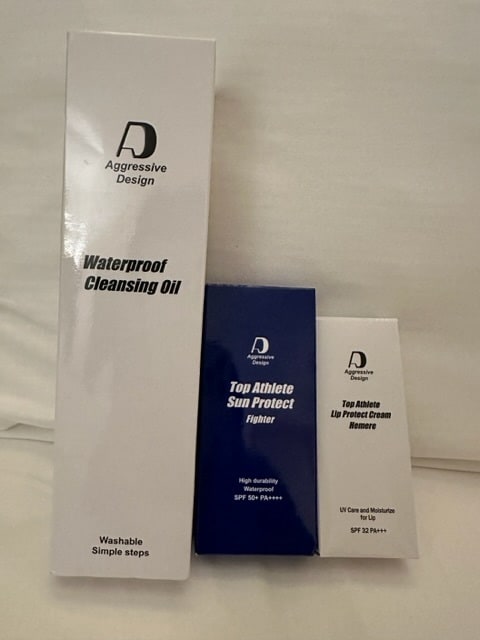 Aggressive
Design
Waterproof
Cleansing Oil
Washable
Simple steps
Aggressive
Design
Top Athlete
Sun Protect
Fighter
High durability
Waterproof
SPF 50+ PA++++
Aggressive
Design
Top Athlete
Lip Protect Cream
Hemere
UV Care and Moisturize
for Lip
SPF 32 PA+++